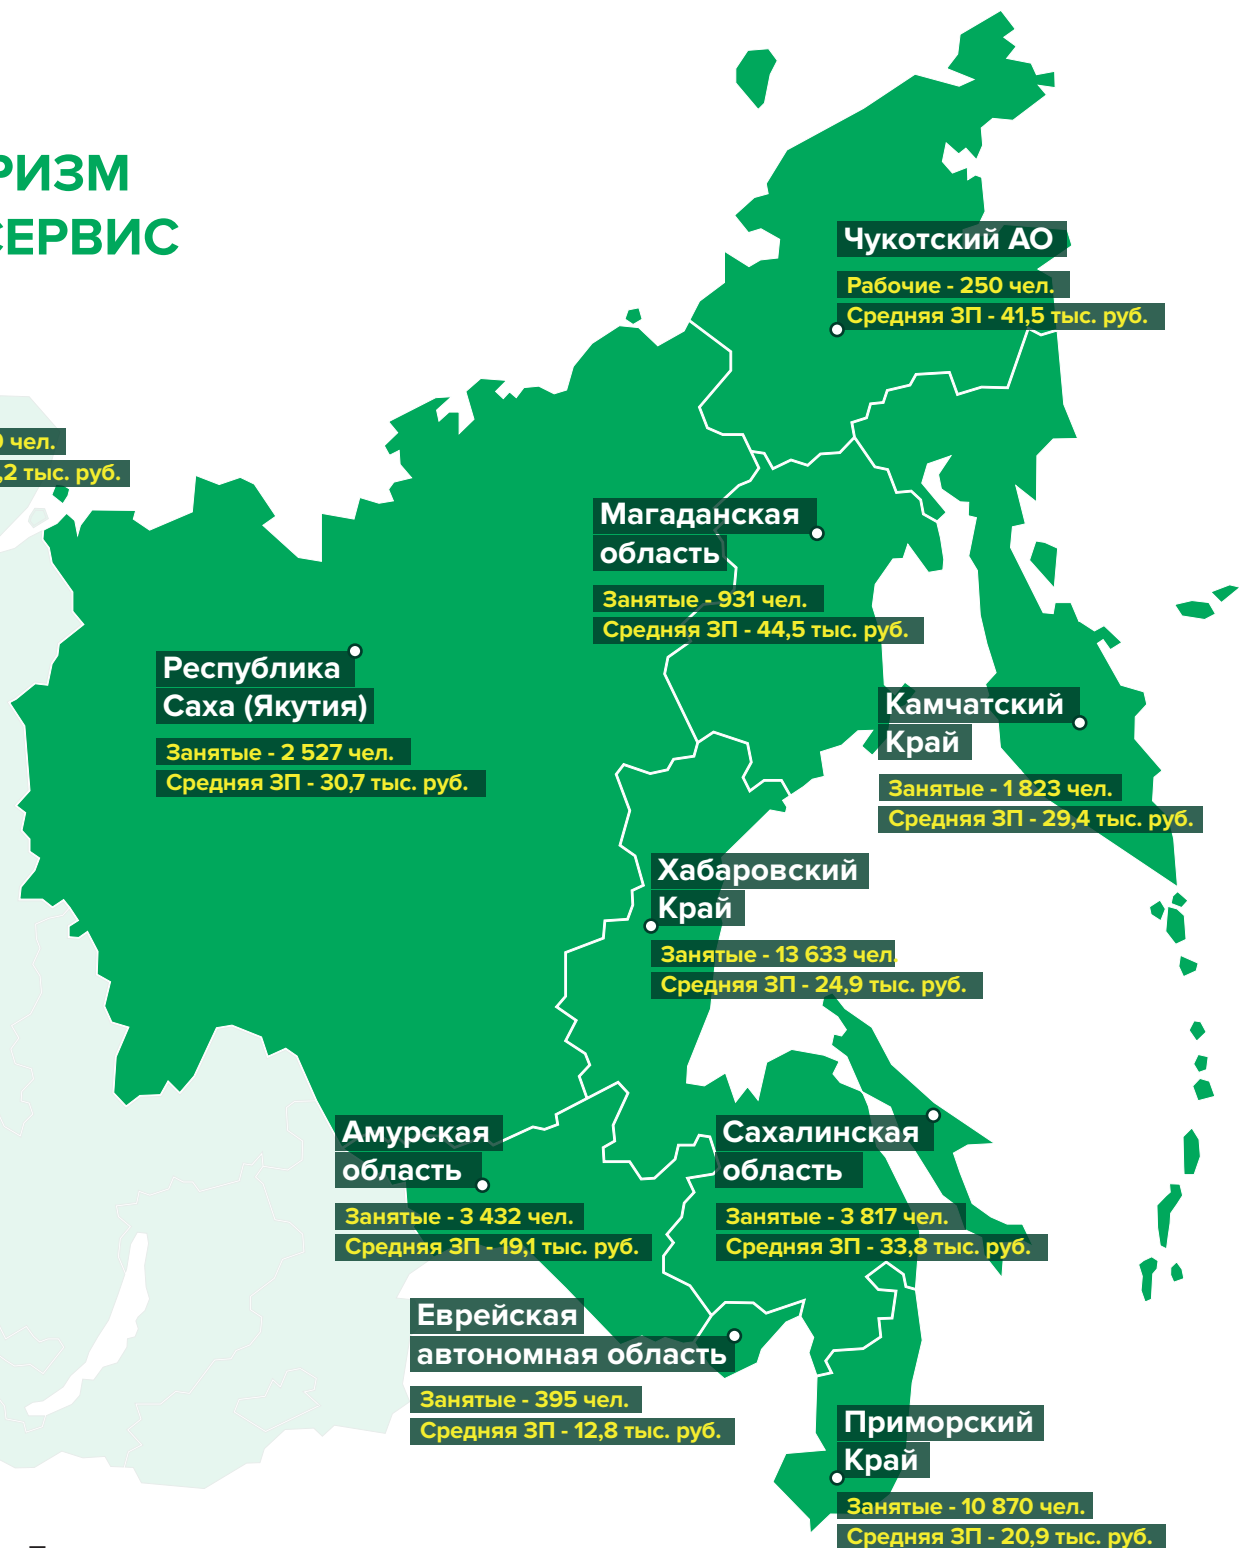 РИЗМ
СЕРВИС
Чукотский АО
Рабочие - 250 чел.
Средняя ЗП - 41,5 тыс. руб.
чел.
,2 тыс. руб.
Магаданская
область
Занятые - 931 чел.
Средняя ЗП - 44,5 тыс. руб.
Республика
Саха (Якутия)
Занятые - 2 527 чел.
Средняя ЗП - 30,7 тыс. руб.
Камчатский
Край
Занятые - 1 823 чел.
Средняя ЗП - 29,4 тыс. руб.
Хабаровский
Край
Занятые - 13 633 чел.
Средняя ЗП - 24,9 тыс. руб.
Амурская
область
Занятые - 3 432 чел.
Средняя ЗП - 19,1 тыс. руб.
Сахалинская
область
Занятые - 3 817 чел.
Средняя ЗП - 33,8 тыс. руб.
Еврейская
автономная область
Занятые - 395 чел.
Средняя ЗП - 12,8 тыс. руб.
Приморский
Край
Занятые - 10 870 чел.
Средняя ЗП - 20,9 тыс. руб.